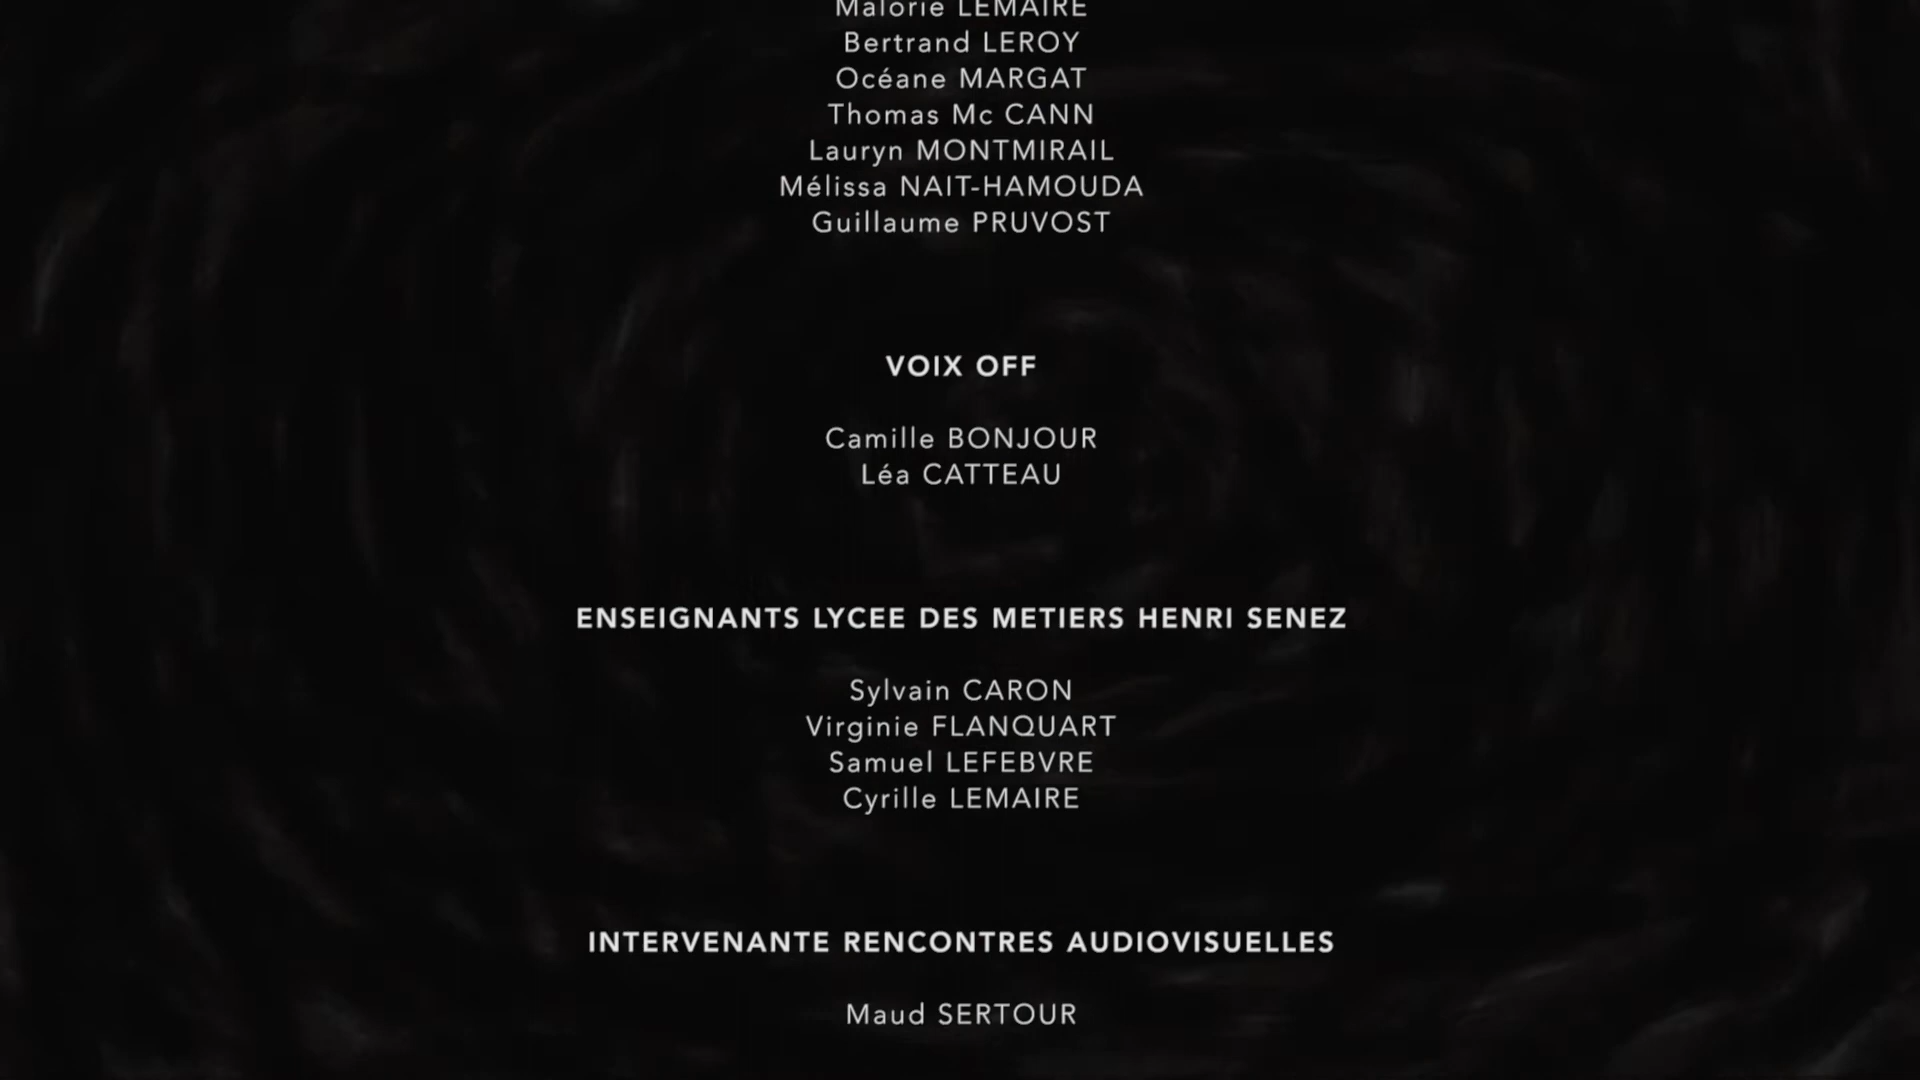 Malorie LEMAIRE
Bertrand LEROY
Océane MARGAT
Thomas Mc CANN
Lauryn MONTMIRAIL
Mélissa NAIT-HAMOUDA
Guillaume PRUVOST
VOIX OFF
Camille BONJOUR
Léa CATTEAU
ENSEIGNANTS LYCEE DES METIERS HENRI SENEZ
Sylvain CARON
Virginie FLANQUART
Samuel LEFEBVRE
Cyrille LEMAIRE
INTERVENANTE RENCONTRES AUDIOVISUELLES
Maud SERTOUR